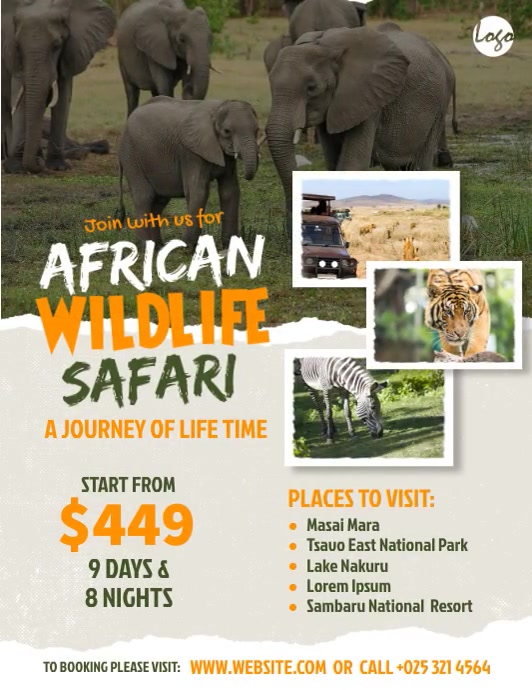 Logo
Join with us for
AFRICAN
WILDLIFE
SAFARI
A JOURNEY OF LIFE TIME
START FROM
$449
9 DAYS &
8 NIGHTS
PLACES TO VISIT:
• Masai Mara
• Tsavo East National Park
• Lake Nakuru
• Lorem Ipsum
• Sambaru National Resort
TO BOOKING PLEASE VISIT: WWW.WEBSITE.COM OR CALL +025 321 4564